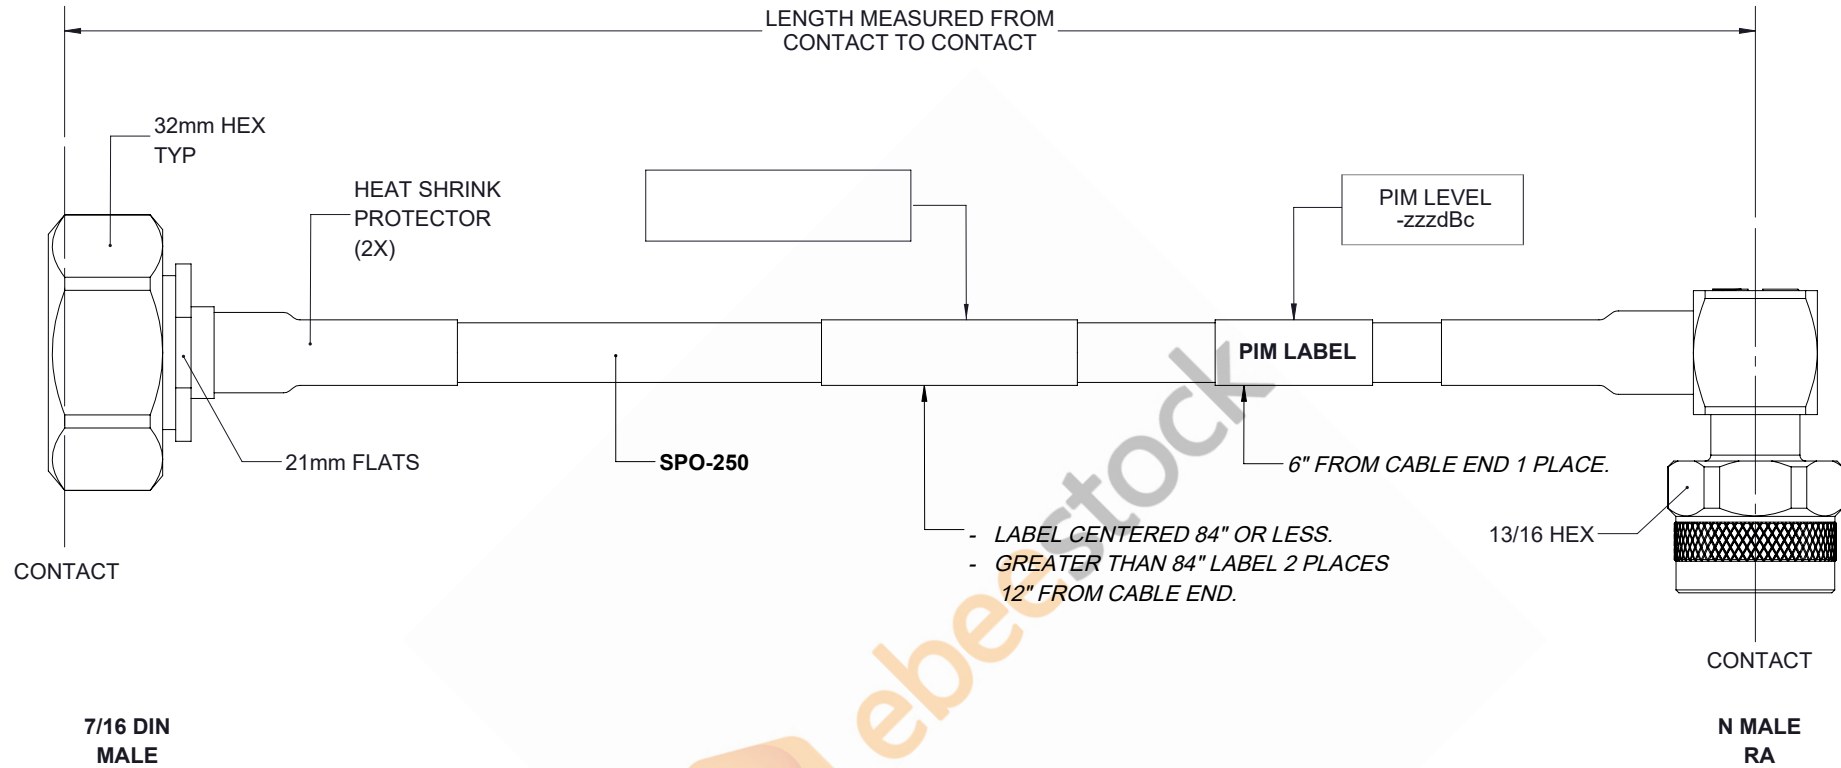 LENGTH MEASURED FROM
CONTACT TO CONTACT
32mm HEX
TYP
HEAT SHRINK
PROTECTOR
(2X)
PIM LEVEL
-zzzdBc
PIM LABEL
21mm FLATS
SPO-250
6" FROM CABLE END 1 PLACE.
- LABEL CENTERED 84" OR LESS.
- GREATER THAN 84" LABEL 2 PLACES
12" FROM CABLE END.
13/16 HEX
CONTACT
CONTACT
7/16 DIN
MALE
N MALE
RA
ebeestock